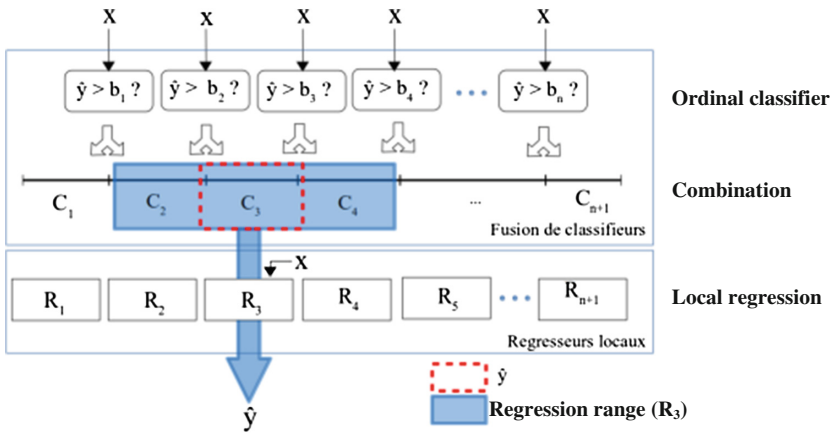 X X X X X
ŷ > b₁ ? ŷ > b₂ ? ŷ > b₃ ? ŷ > b₄ ? ... ŷ > bₙ ?
Ordinal classifier
C₁ C₂ C₃ C₄ ... Cₙ₊₁
Combination
Fusion de classifieurs
X
R₁ R₂ R₃ R₄ R₅ ... Rₙ₊₁
Local regression
Regresseurs locaux
ŷ
Regression range (R₃)
ŷ